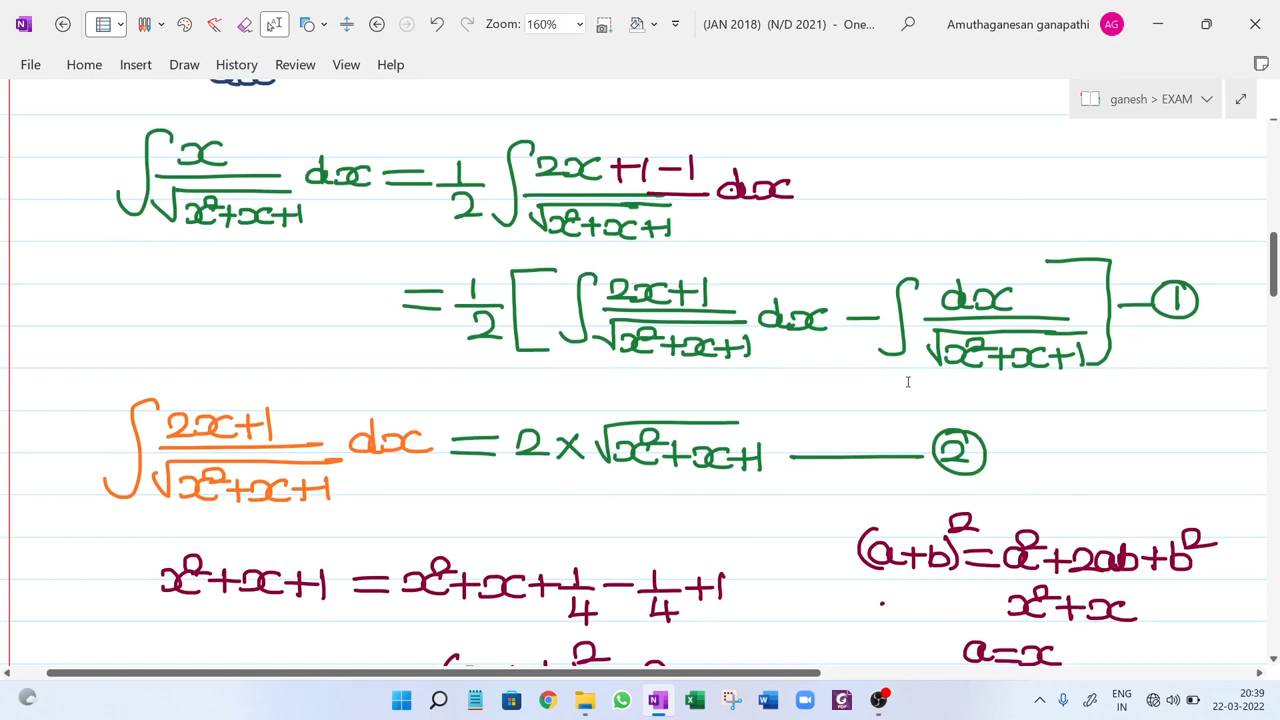 Zoom: 160% (JAN 2018) (N/D 2021) - One... Amuthaganesan ganapathi AG
File Home Insert Draw History Review View Help
ganesh > EXAM
∫ x/√(x²+x+1) dx = 1/2 ∫ (2x+1-1)/√(x²+x+1) dx
= 1/2 [ ∫ (2x+1)/√(x²+x+1) dx - ∫ dx/√(x²+x+1) ] — ①
∫ (2x+1)/√(x²+x+1) dx = 2 × √(x²+x+1) — ②
(a+b)² = a²+2ab+b²
x²+x+1 = x²+x+1/4 - 1/4 +1
x²+x
a=x
ENG
IN
20:39
22-03-2022